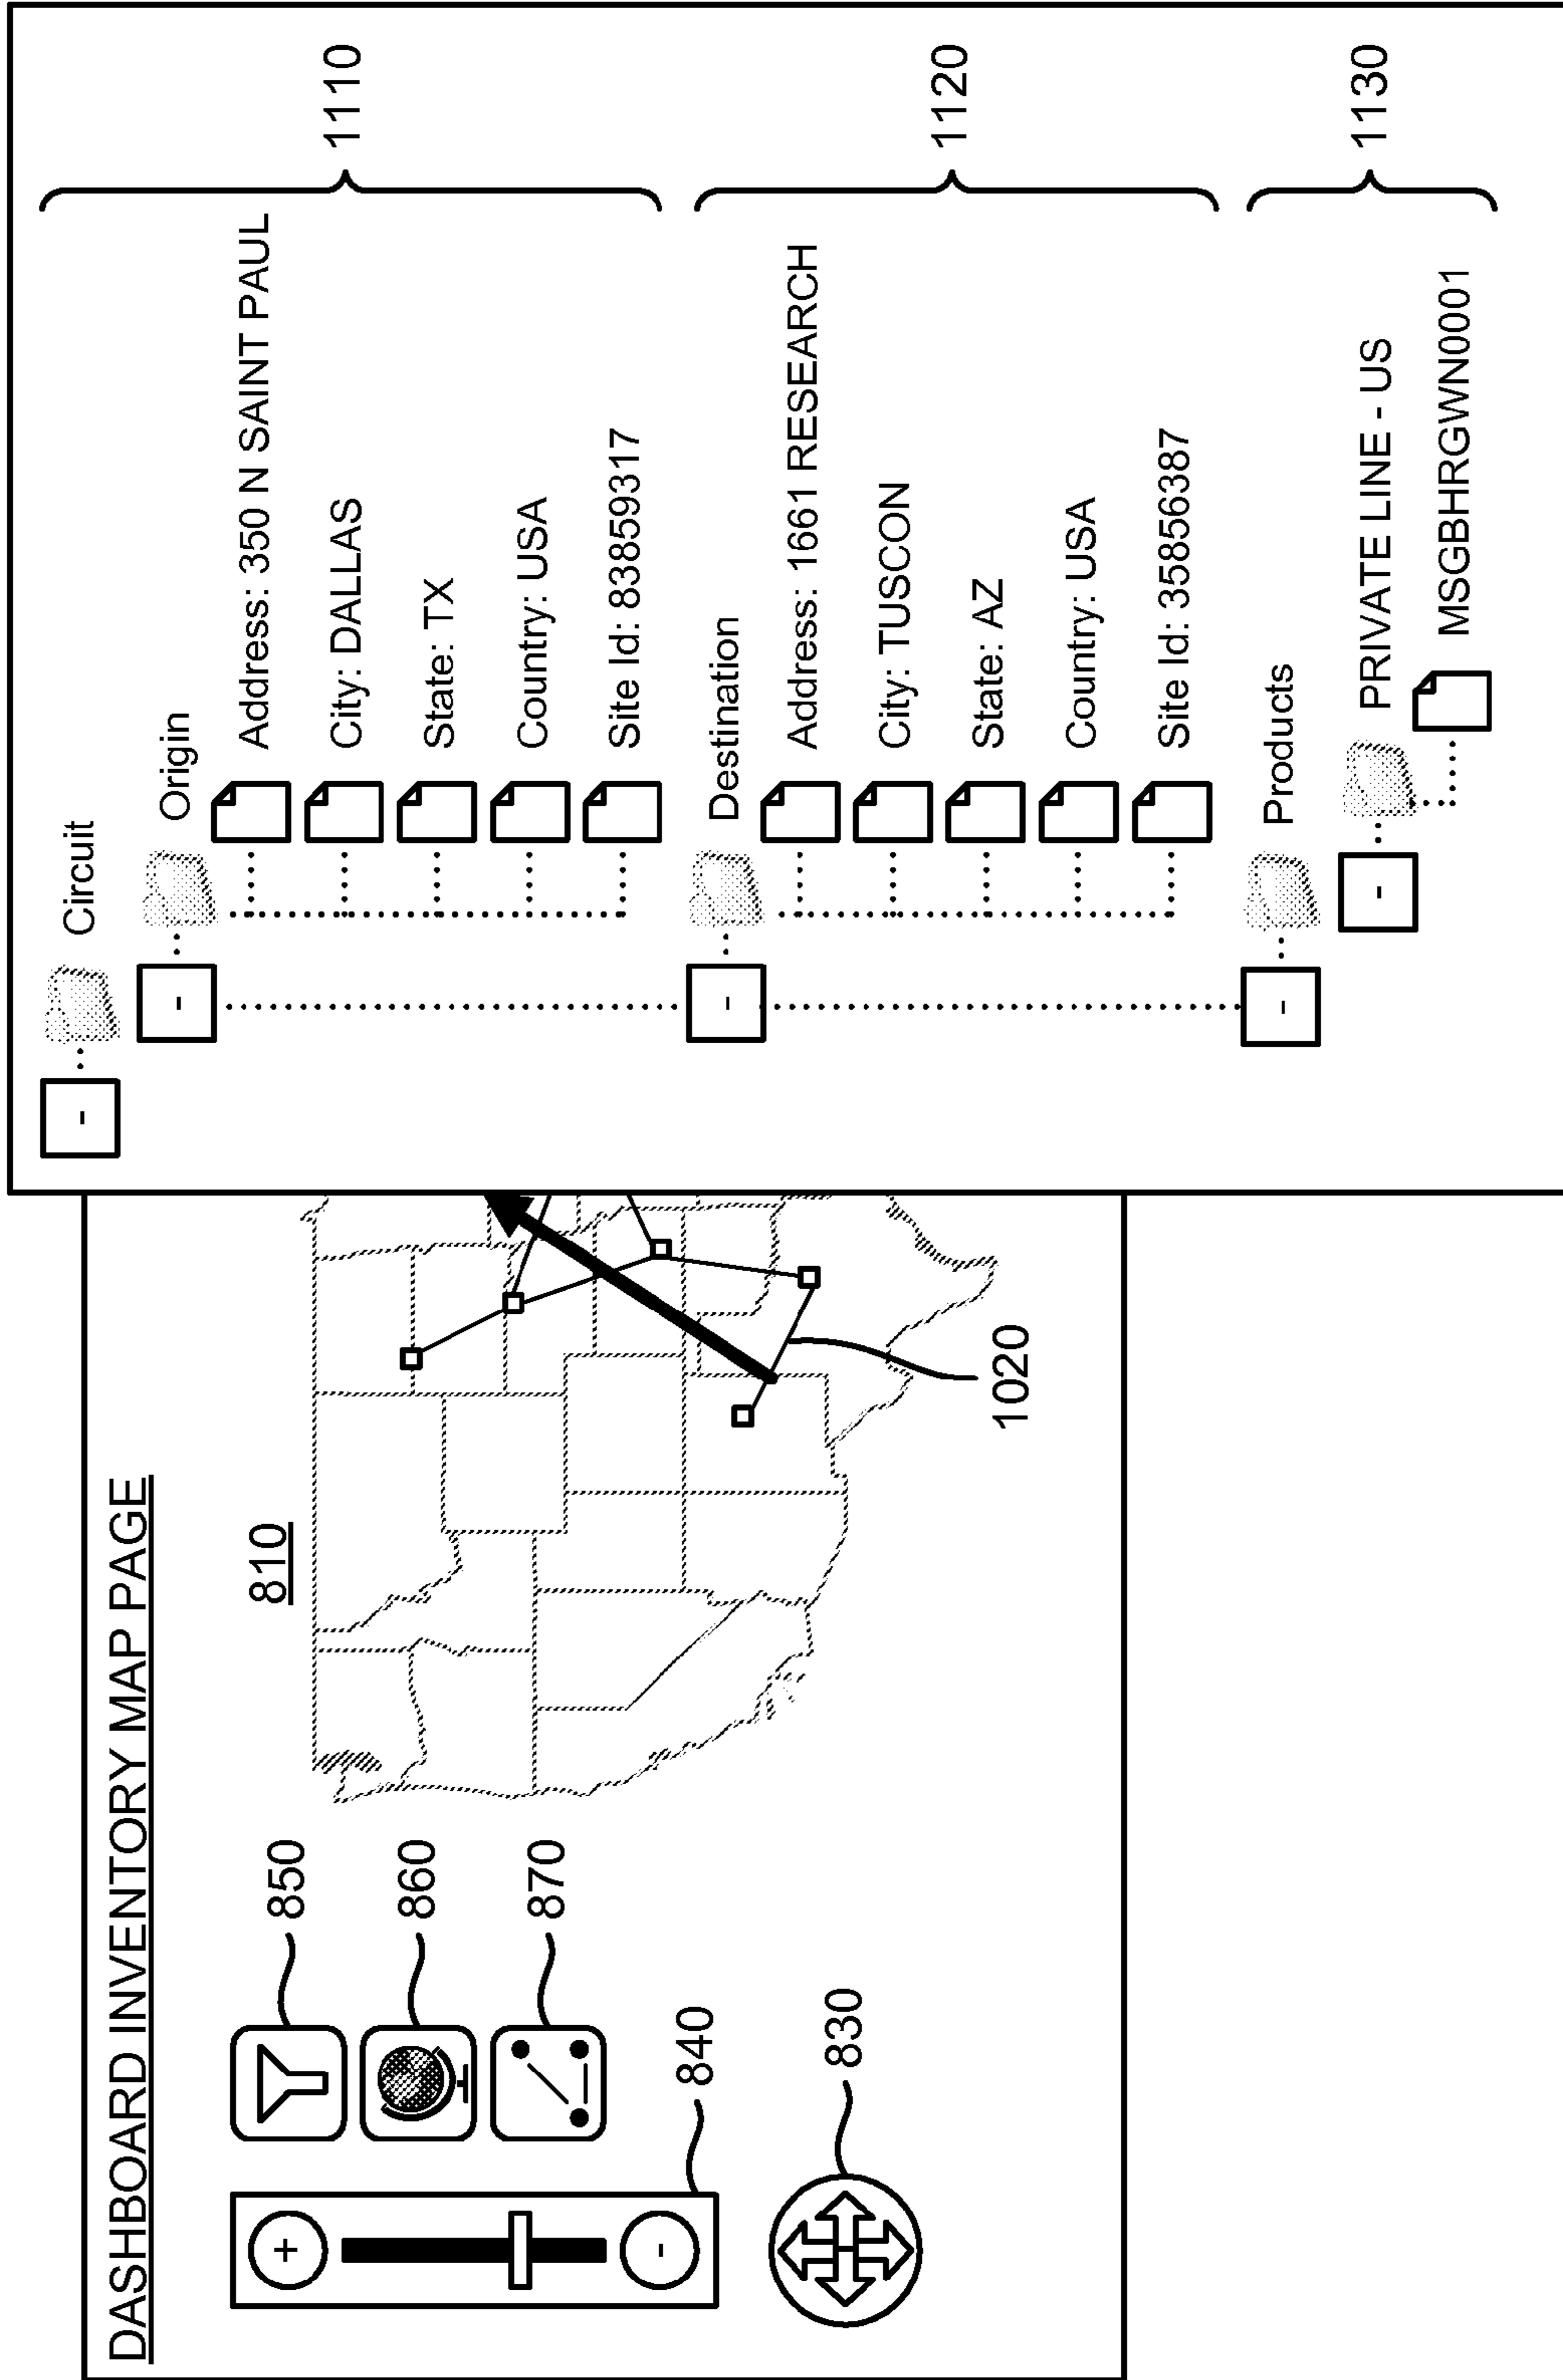 DASHBOARD INVENTORY MAP PAGE
810
850
860
870
840
830
+
-
1020
- Circuit
- Origin
Address: 350 N SAINT PAUL
City: DALLAS
State: TX
Country: USA
Site Id: 83859317
1110
- Destination
Address: 1661 RESEARCH
City: TUSCON
State: AZ
Country: USA
Site Id: 35856387
1120
- Products
- PRIVATE LINE - US
MSGBHRGWN0001
1130